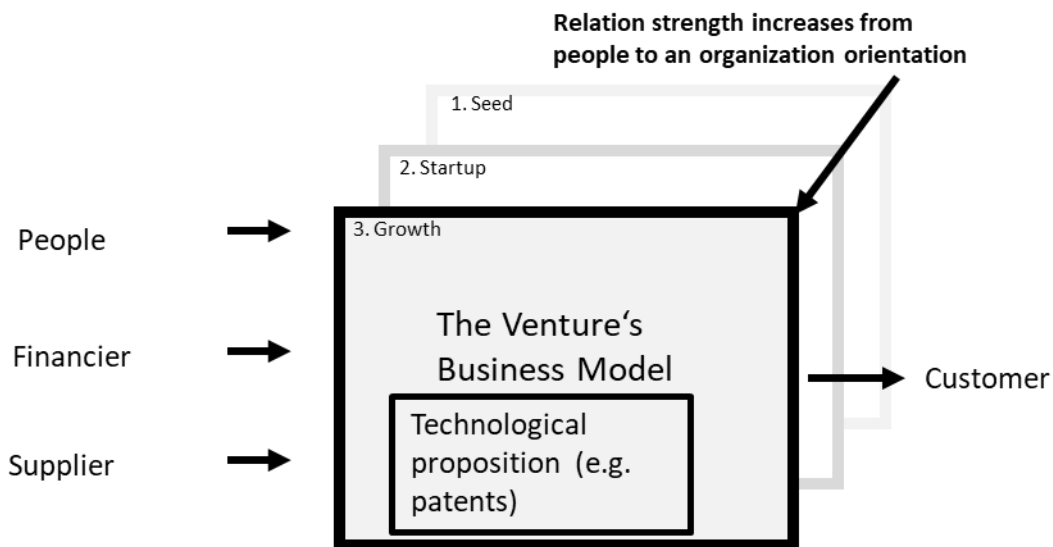 Relation strength increases from
people to an organization orientation
1. Seed
2. Startup
3. Growth
People
The Venture‘s
Business Model
Financier
Customer
Technological
proposition (e.g.
patents)
Supplier